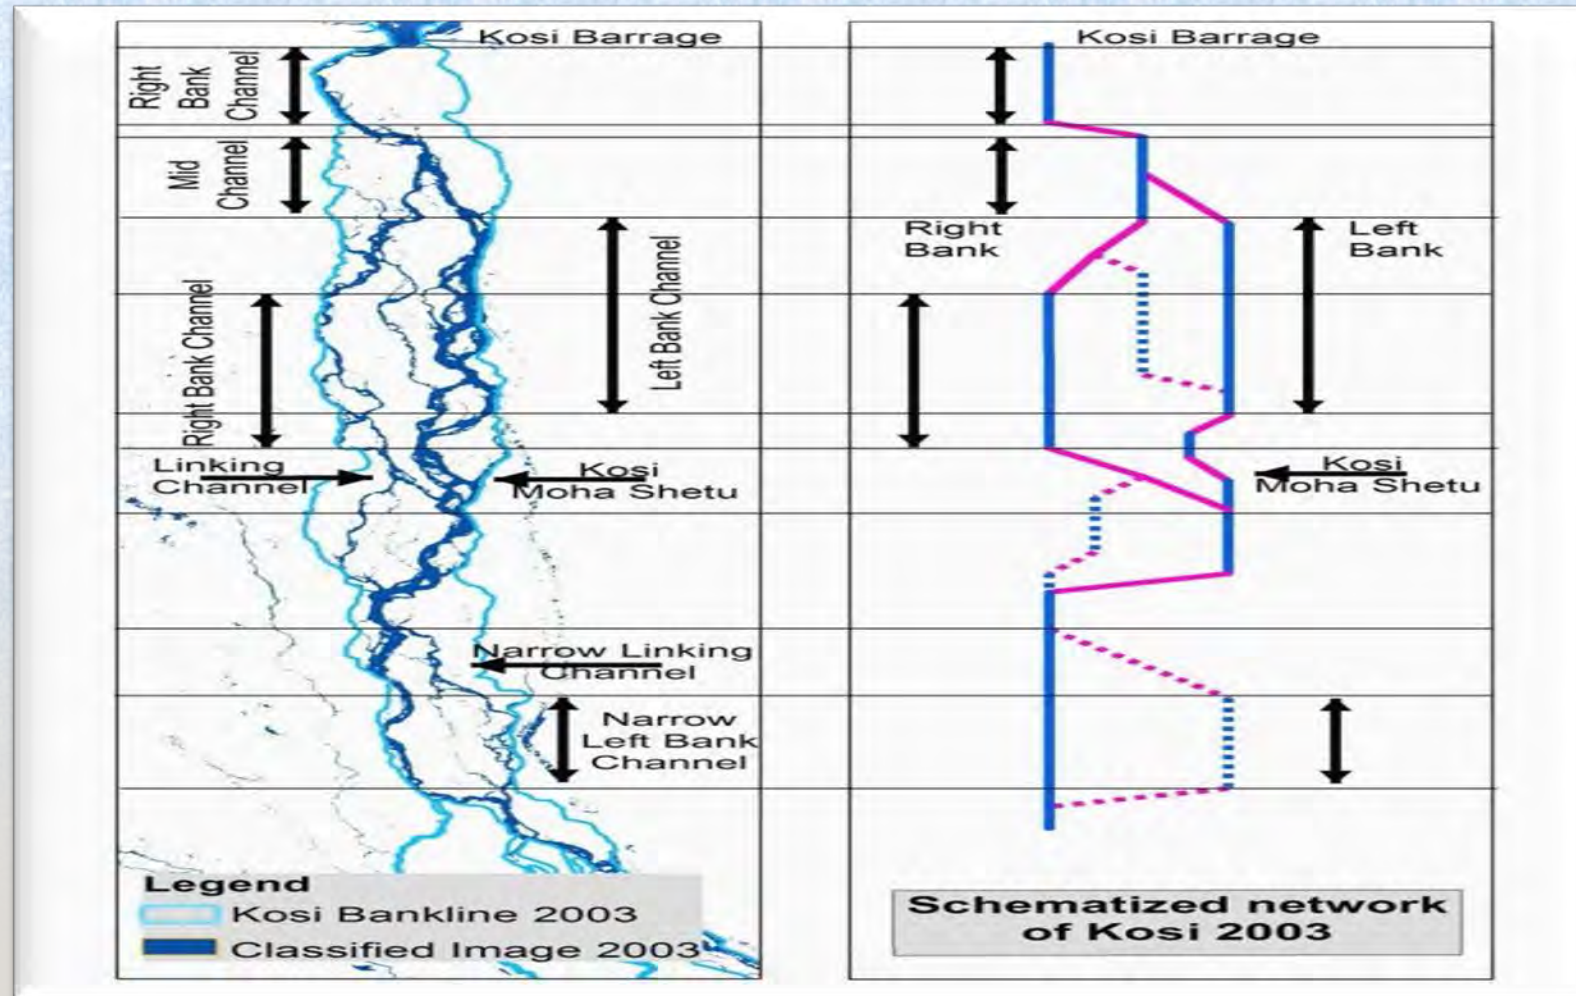 Kosi Barrage
Right
Bank
Channel
Mid
Channel
Left Bank Channel
Right Bank Channel
Linking
Channel
Kosi
Moha Shetu
Narrow Linking
Channel
Narrow
Left Bank
Channel
Legend
Kosi Bankline 2003
Classified Image 2003
Kosi Barrage
Right
Bank
Left
Bank
Kosi
Moha Shetu
Schematized network
of Kosi 2003